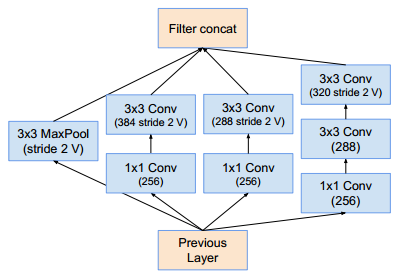 Filter concat
3x3 MaxPool
(stride 2 V)
3x3 Conv
(384 stride 2 V)
1x1 Conv
(256)
3x3 Conv
(288 stride 2 V)
1x1 Conv
(256)
3x3 Conv
(320 stride 2 V)
3x3 Conv
(288)
1x1 Conv
(256)
Previous
Layer